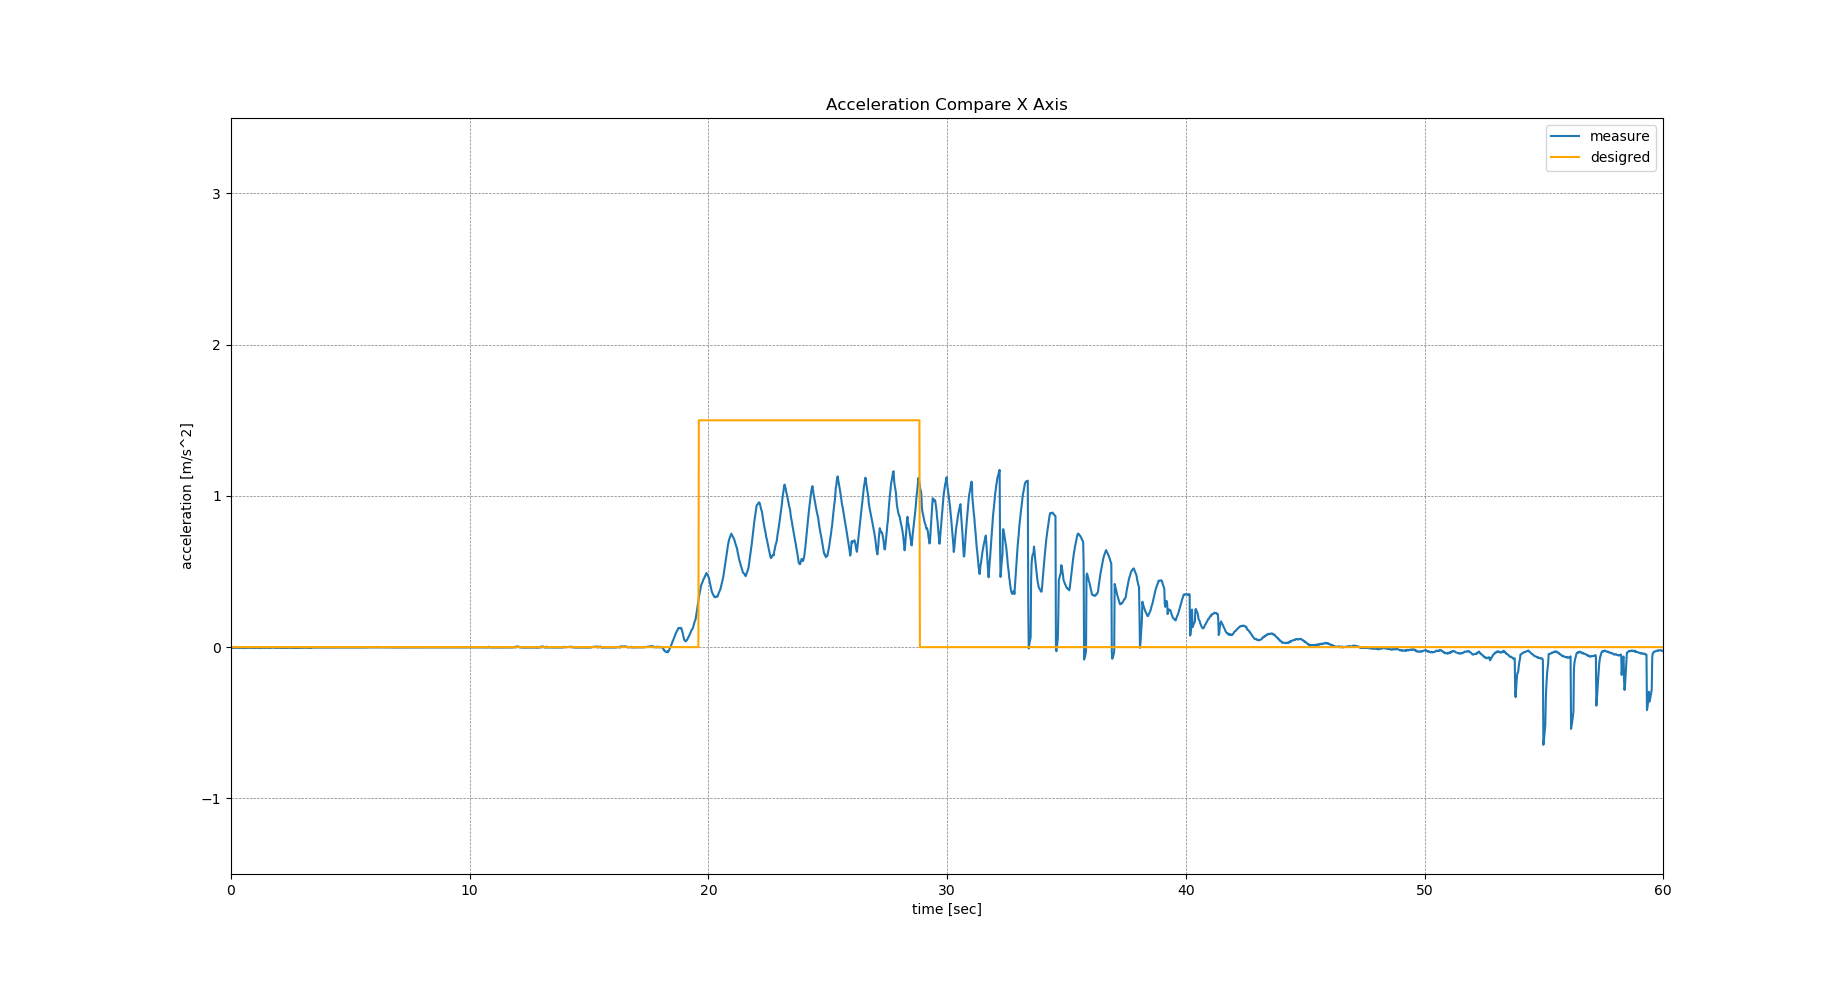 Acceleration Compare X Axis
measure
desigred
acceleration [m/s^2]
3
2
1
0
−1
0 10 20 30 40 50 60
time [sec]